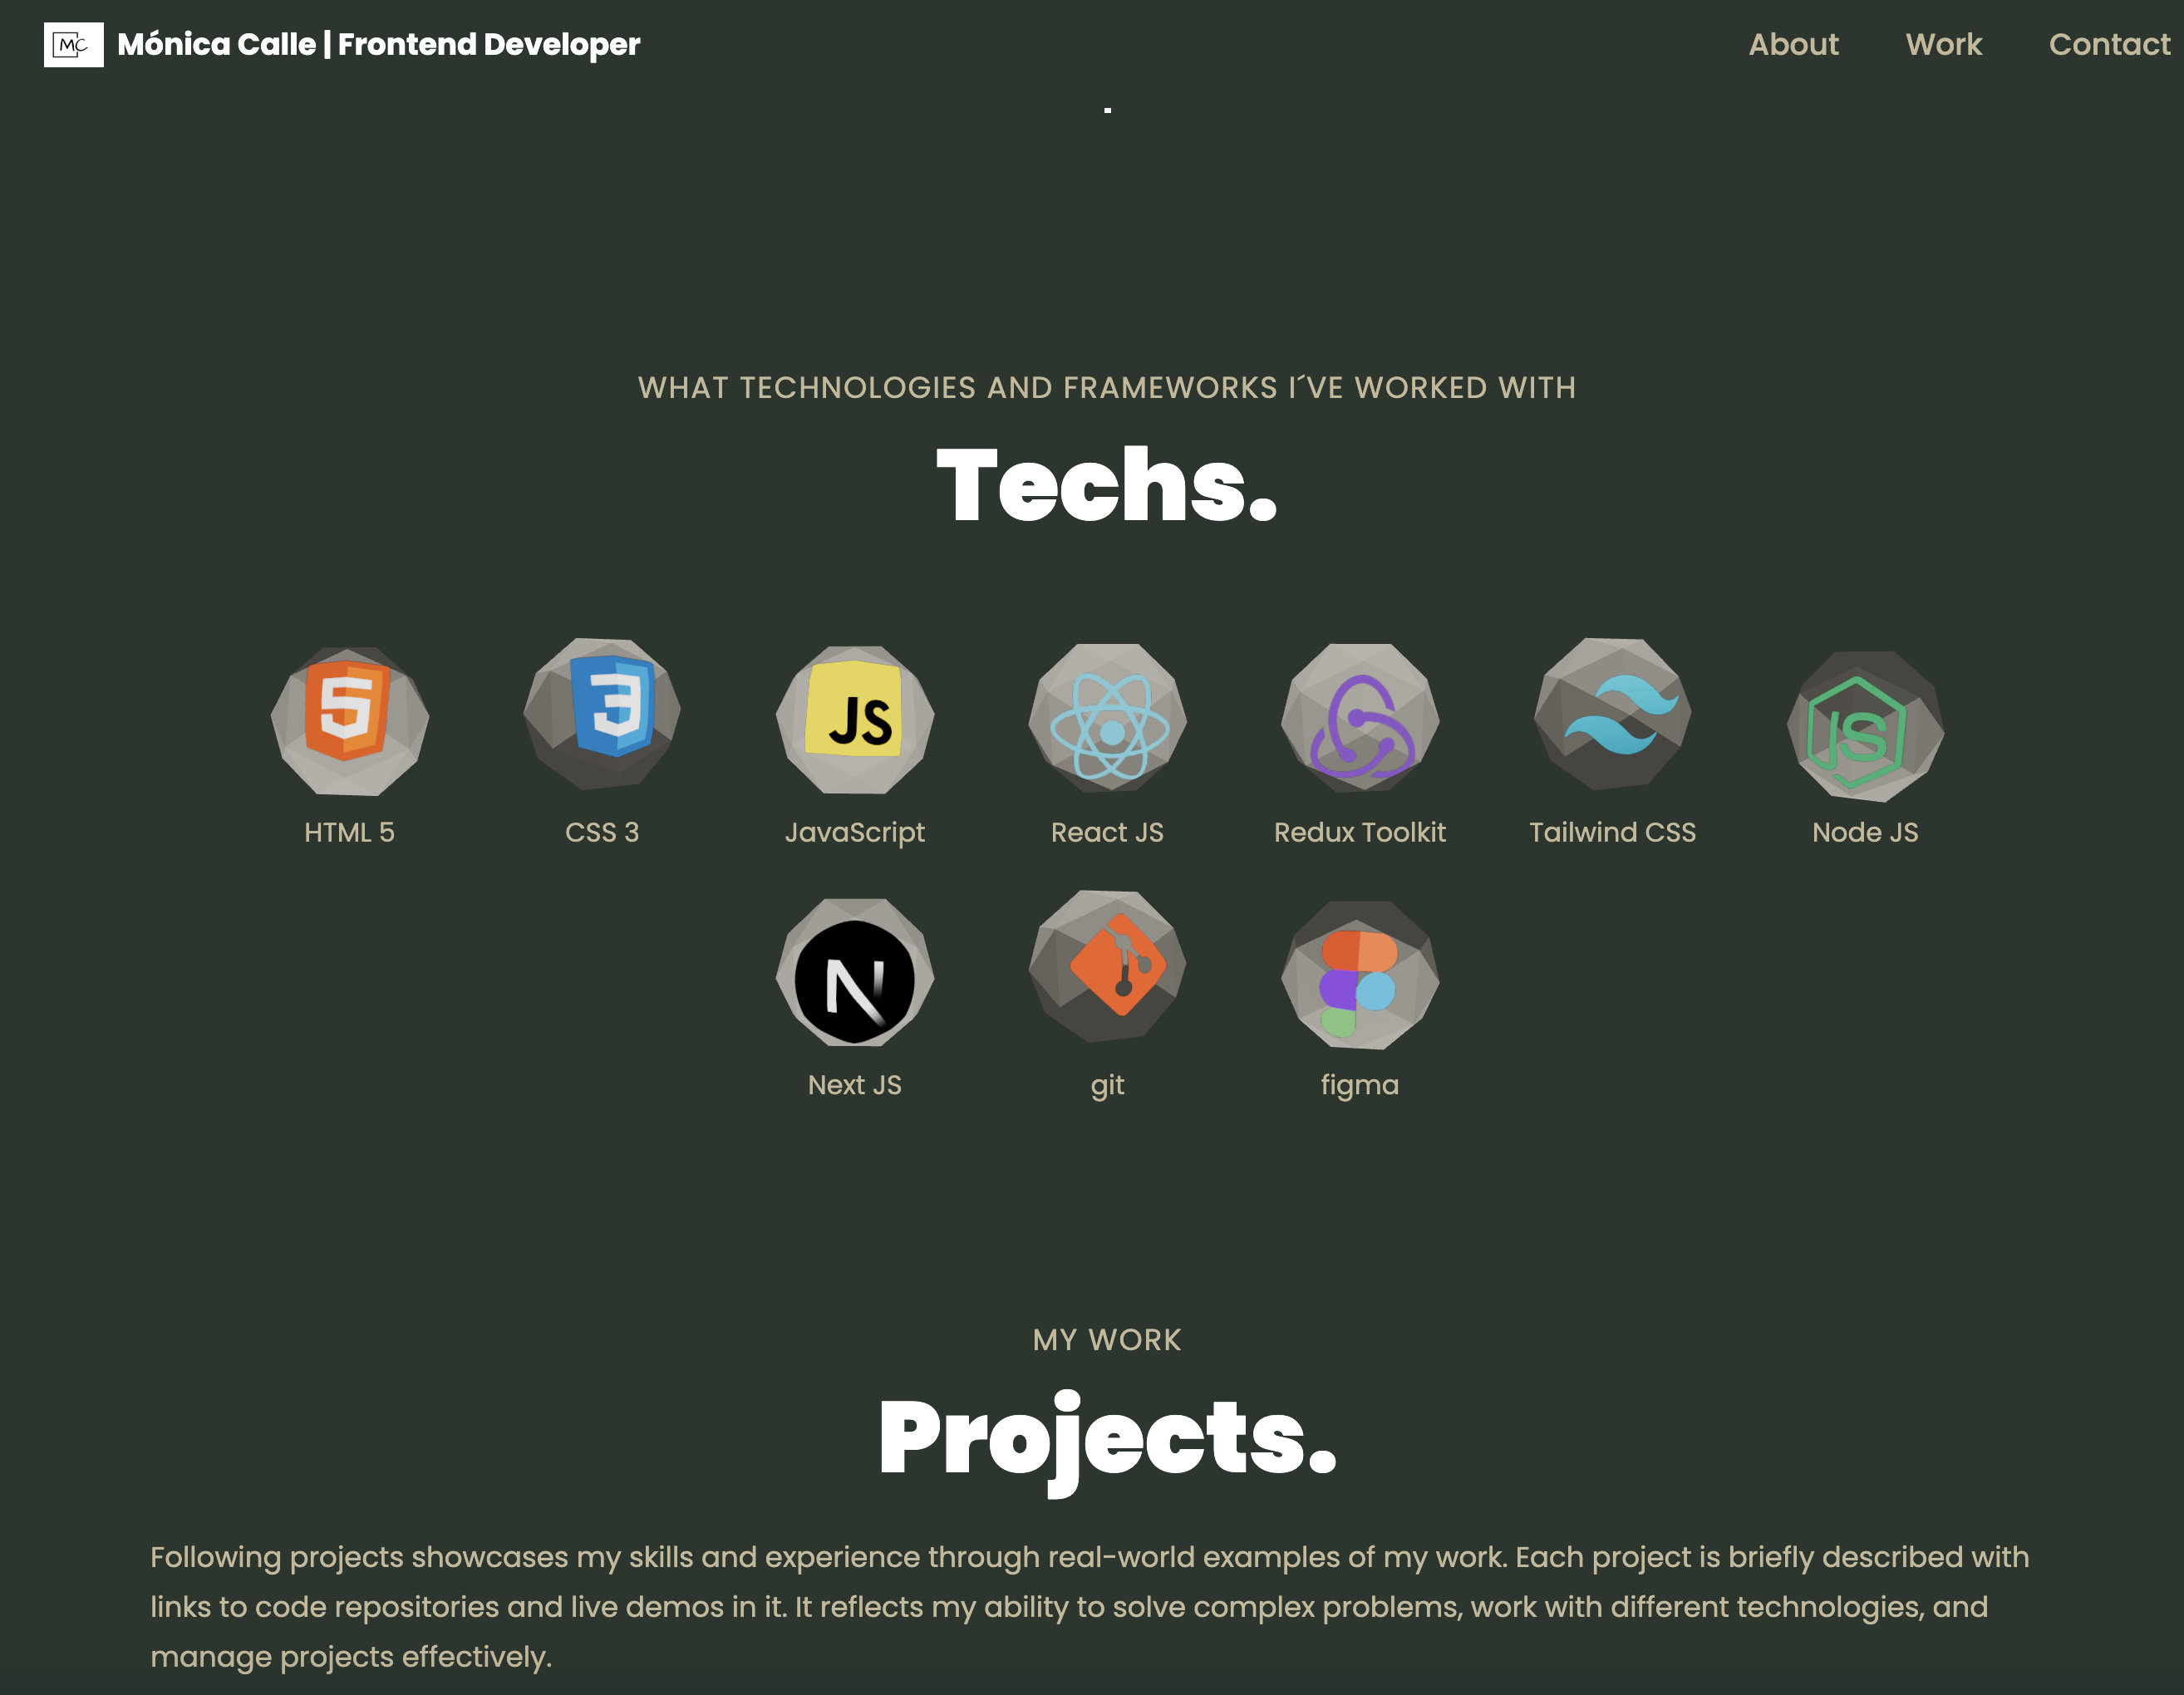 MC Mónica Calle | Frontend Developer About Work Contact
WHAT TECHNOLOGIES AND FRAMEWORKS I´VE WORKED WITH
Techs.
5 3 JS JS
HTML 5 CSS 3 JavaScript React JS Redux Toolkit Tailwind CSS Node JS
N
Next JS git figma
MY WORK
Projects.
Following projects showcases my skills and experience through real-world examples of my work. Each project is briefly described with
links to code repositories and live demos in it. It reflects my ability to solve complex problems, work with different technologies, and
manage projects effectively.